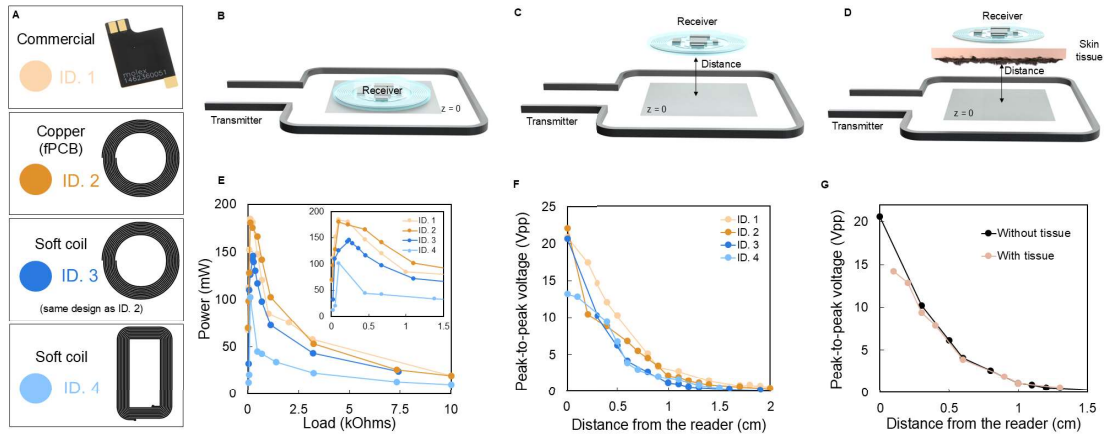 A
Commercial
ID. 1
molex
1462360051
Copper
(fPCB)
ID. 2
Soft coil
ID. 3
(same design as ID. 2)
Soft coil
ID. 4
B
Receiver
z = 0
Transmitter
C
Receiver
Distance
z = 0
Transmitter
D
Receiver
Skin
tissue
Distance
z = 0
Transmitter
E
Power (mW)
200
150
100
50
0
0
2.5
5.0
7.5
10
Load (kOhms)
200
150
100
50
0
0
0.5
1.0
1.5
ID. 1
ID. 2
ID. 3
ID. 4
F
Peak-to-peak voltage (Vpp)
25
20
15
10
5
0
0
0.5
1.0
1.5
2
Distance from the reader (cm)
ID. 1
ID. 2
ID. 3
ID. 4
G
Peak-to-peak voltage (Vpp)
20
15
10
5
0
0
0.5
1.0
1.5
Distance from the reader (cm)
Without tissue
With tissue